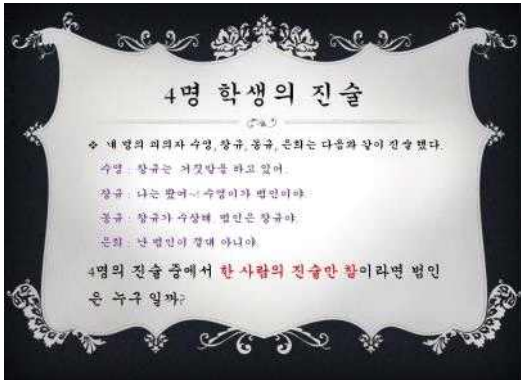 4명 학생의 진술
❖ 네 명의 피의자 수영, 창규, 동규, 은희는 다음과 같이 진술했다.
수영 : 창규는 거짓말을 하고 있어.
창규 : 나는 봤어~! 수영이가 범인이야.
동규 : 창규가 수상해 범인은 창규야.
은희 : 난 범인이 절대 아니야.
4명의 진술 중에서 한 사람의 진술만 참이라면 범인
은 누구 일까?